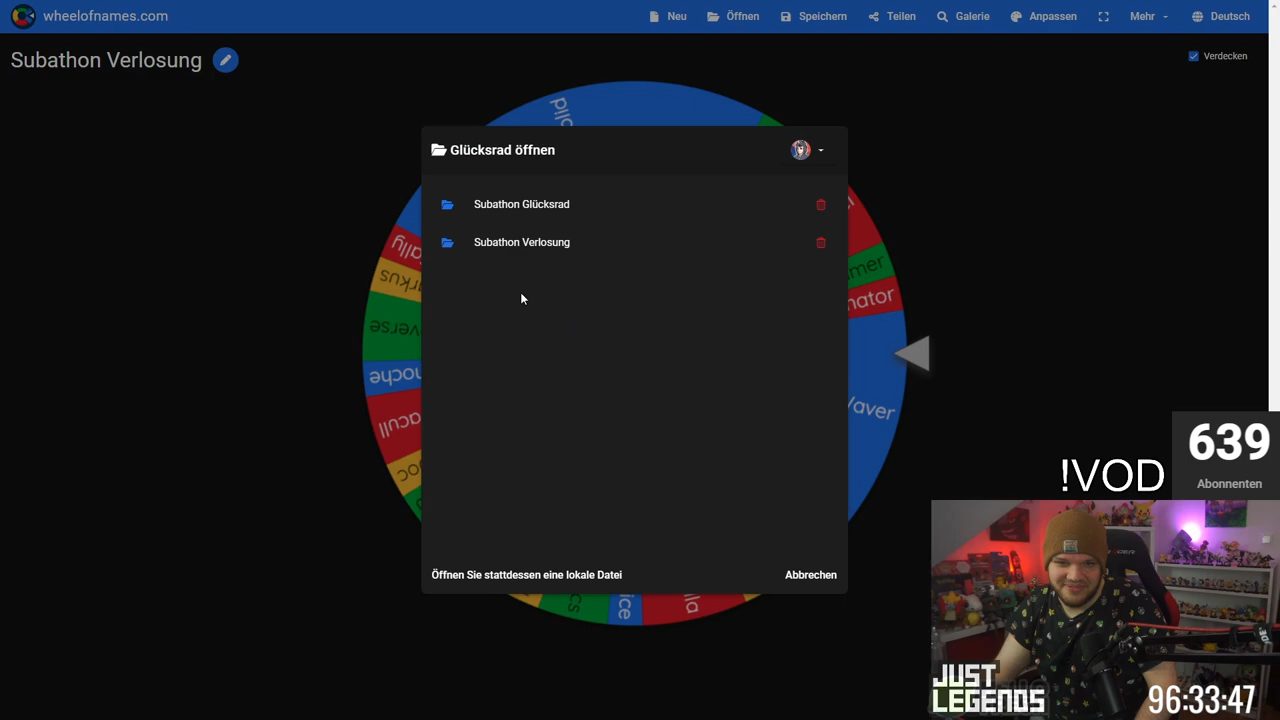 wheelofnames.com
Neu
Öffnen
Speichern
Teilen
Galerie
Anpassen
Mehr
Deutsch
Subathon Verlosung
Verdecken
Glücksrad öffnen
Subathon Glücksrad
Subathon Verlosung
Öffnen Sie stattdessen eine lokale Datei
Abbrechen
639
Abonnenten
!VOD
JUST
LEGENDS
96:33:47